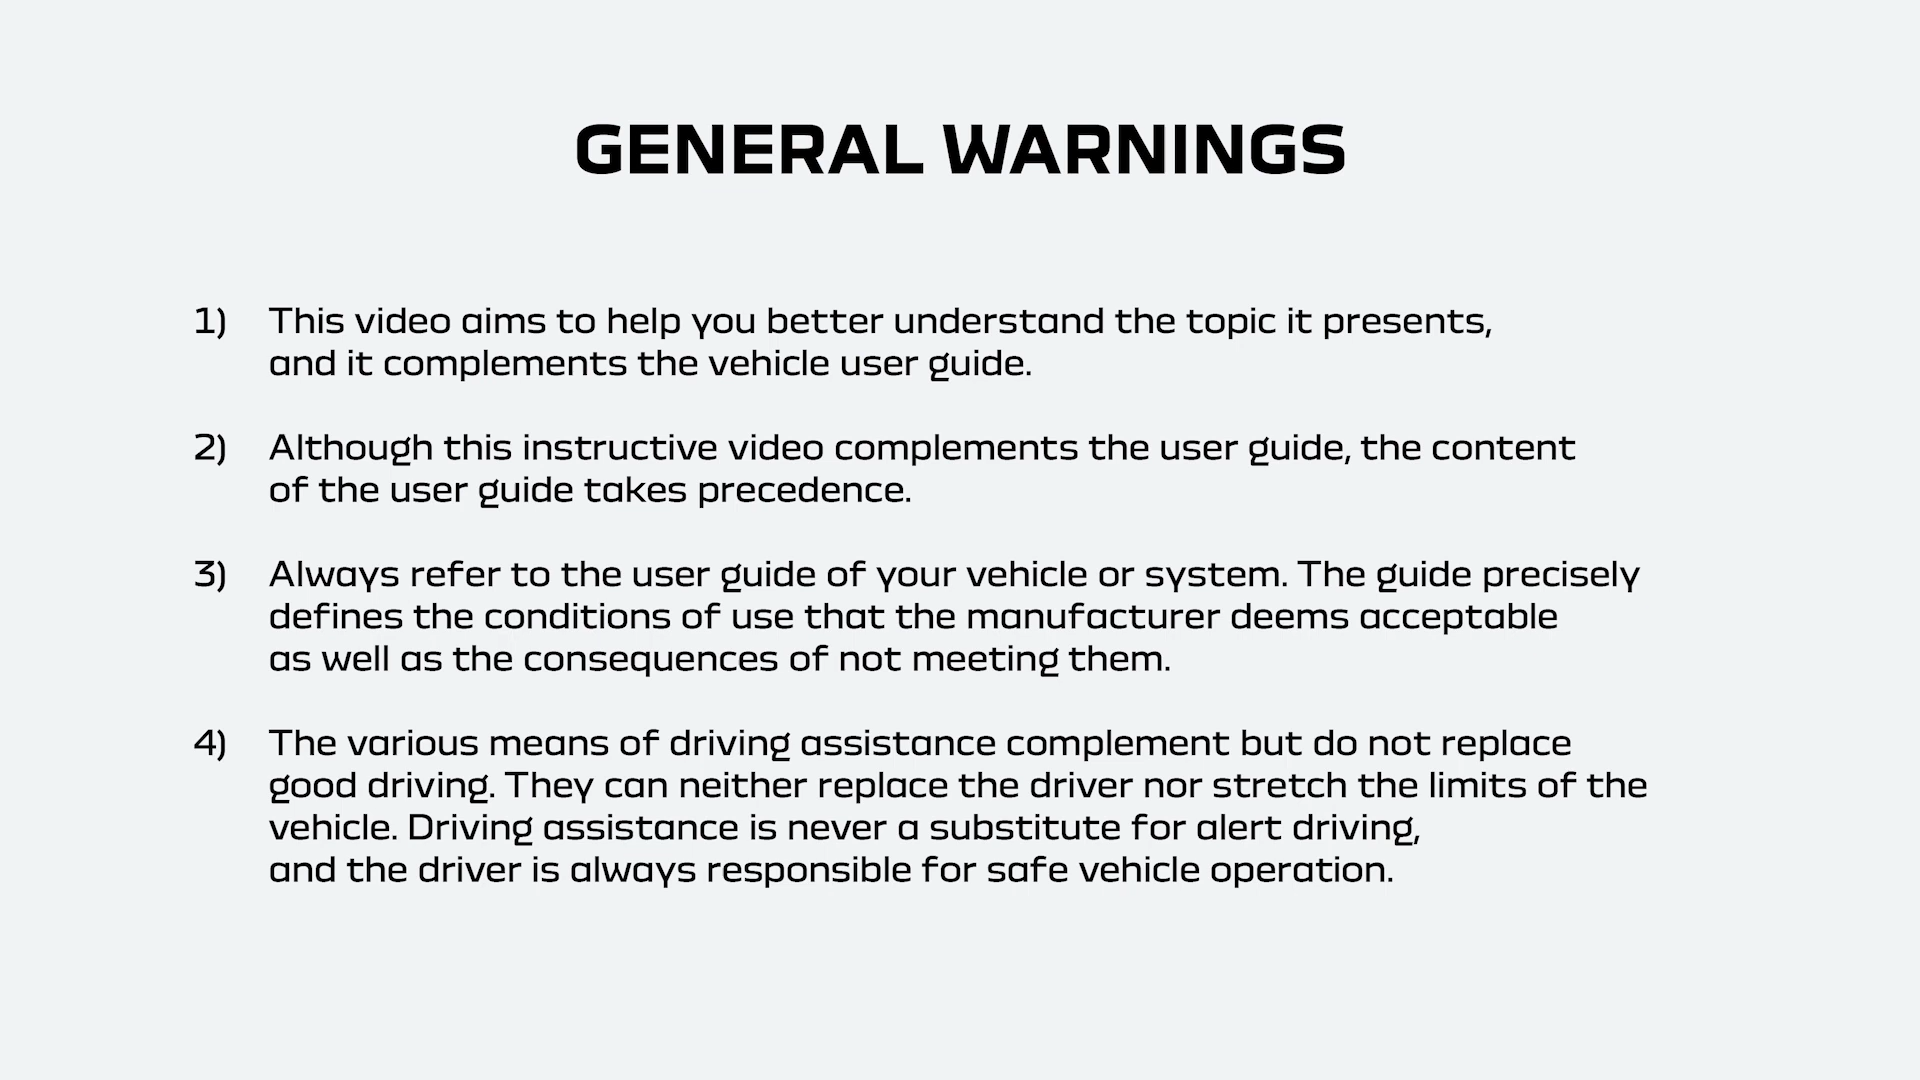 GENERAL WARNINGS
1) This video aims to help you better understand the topic it presents,
and it complements the vehicle user guide.
2) Although this instructive video complements the user guide, the content
of the user guide takes precedence.
3) Always refer to the user guide of your vehicle or system. The guide precisely
defines the conditions of use that the manufacturer deems acceptable
as well as the consequences of not meeting them.
4) The various means of driving assistance complement but do not replace
good driving. They can neither replace the driver nor stretch the limits of the
vehicle. Driving assistance is never a substitute for alert driving,
and the driver is always responsible for safe vehicle operation.